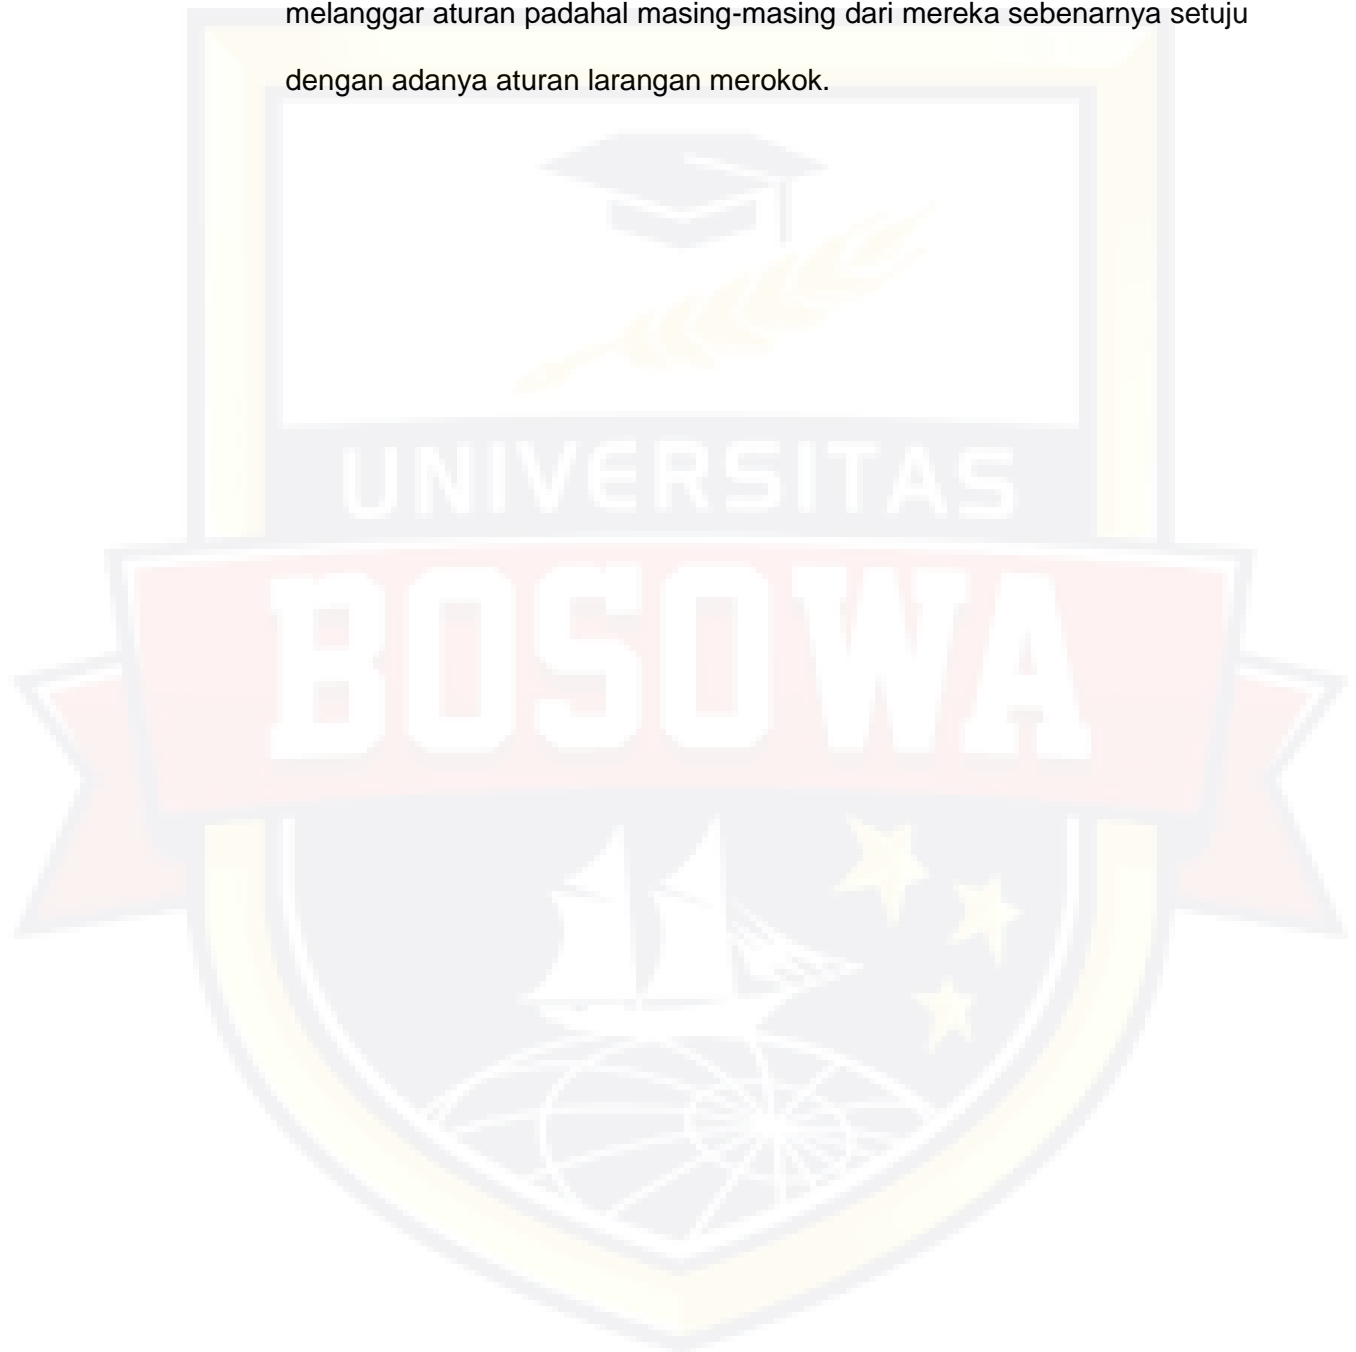 melanggar aturan padahal masing-masing dari mereka sebenarnya setuju
dengan adanya aturan larangan merokok.
UNIVERSITAS
BOSOWA